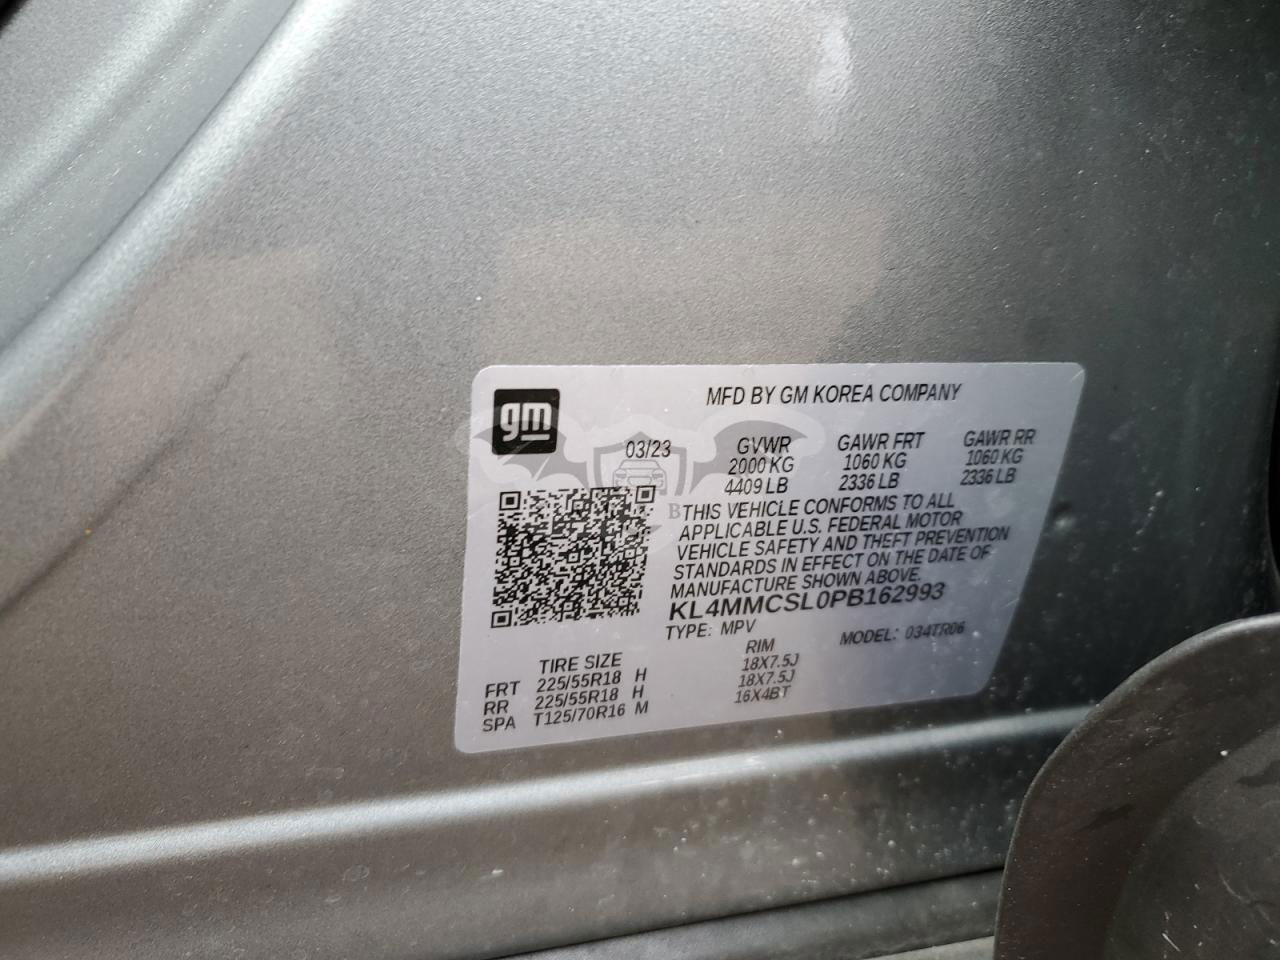 gm
MFD BY GM KOREA COMPANY
03/23 GVWR GAWR FRT GAWR RR
2000 KG 1060 KG 1060 KG
4409 LB 2336 LB 2336 LB
THIS VEHICLE CONFORMS TO ALL
APPLICABLE U.S. FEDERAL MOTOR
VEHICLE SAFETY AND THEFT PREVENTION
STANDARDS IN EFFECT ON THE DATE OF
MANUFACTURE SHOWN ABOVE.
KL4MMCSL0PB162993
TYPE: MPV MODEL: 034TR06
TIRE SIZE RIM
FRT 225/55R18 H 18X7.5J
RR 225/55R18 H 18X7.5J
SPA T125/70R16 M 16X4BT